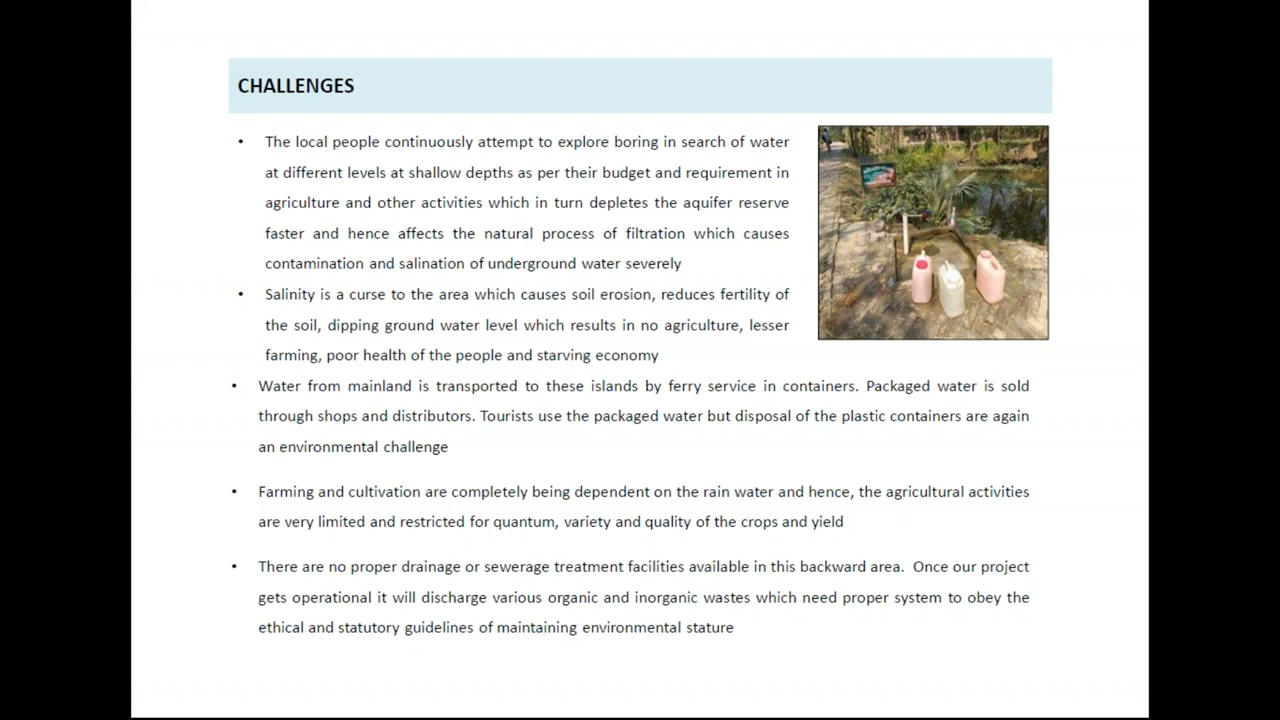 CHALLENGES
• The local people continuously attempt to explore boring in search of water
at different levels at shallow depths as per their budget and requirement in
agriculture and other activities which in turn depletes the aquifer reserve
faster and hence affects the natural process of filtration which causes
contamination and salination of underground water severely
• Salinity is a curse to the area which causes soil erosion, reduces fertility of
the soil, dipping ground water level which results in no agriculture, lesser
farming, poor health of the people and starving economy
• Water from mainland is transported to these islands by ferry service in containers. Packaged water is sold
through shops and distributors. Tourists use the packaged water but disposal of the plastic containers are again
an environmental challenge
• Farming and cultivation are completely being dependent on the rain water and hence, the agricultural activities
are very limited and restricted for quantum, variety and quality of the crops and yield
• There are no proper drainage or sewerage treatment facilities available in this backward area. Once our project
gets operational it will discharge various organic and inorganic wastes which need proper system to obey the
ethical and statutory guidelines of maintaining environmental stature